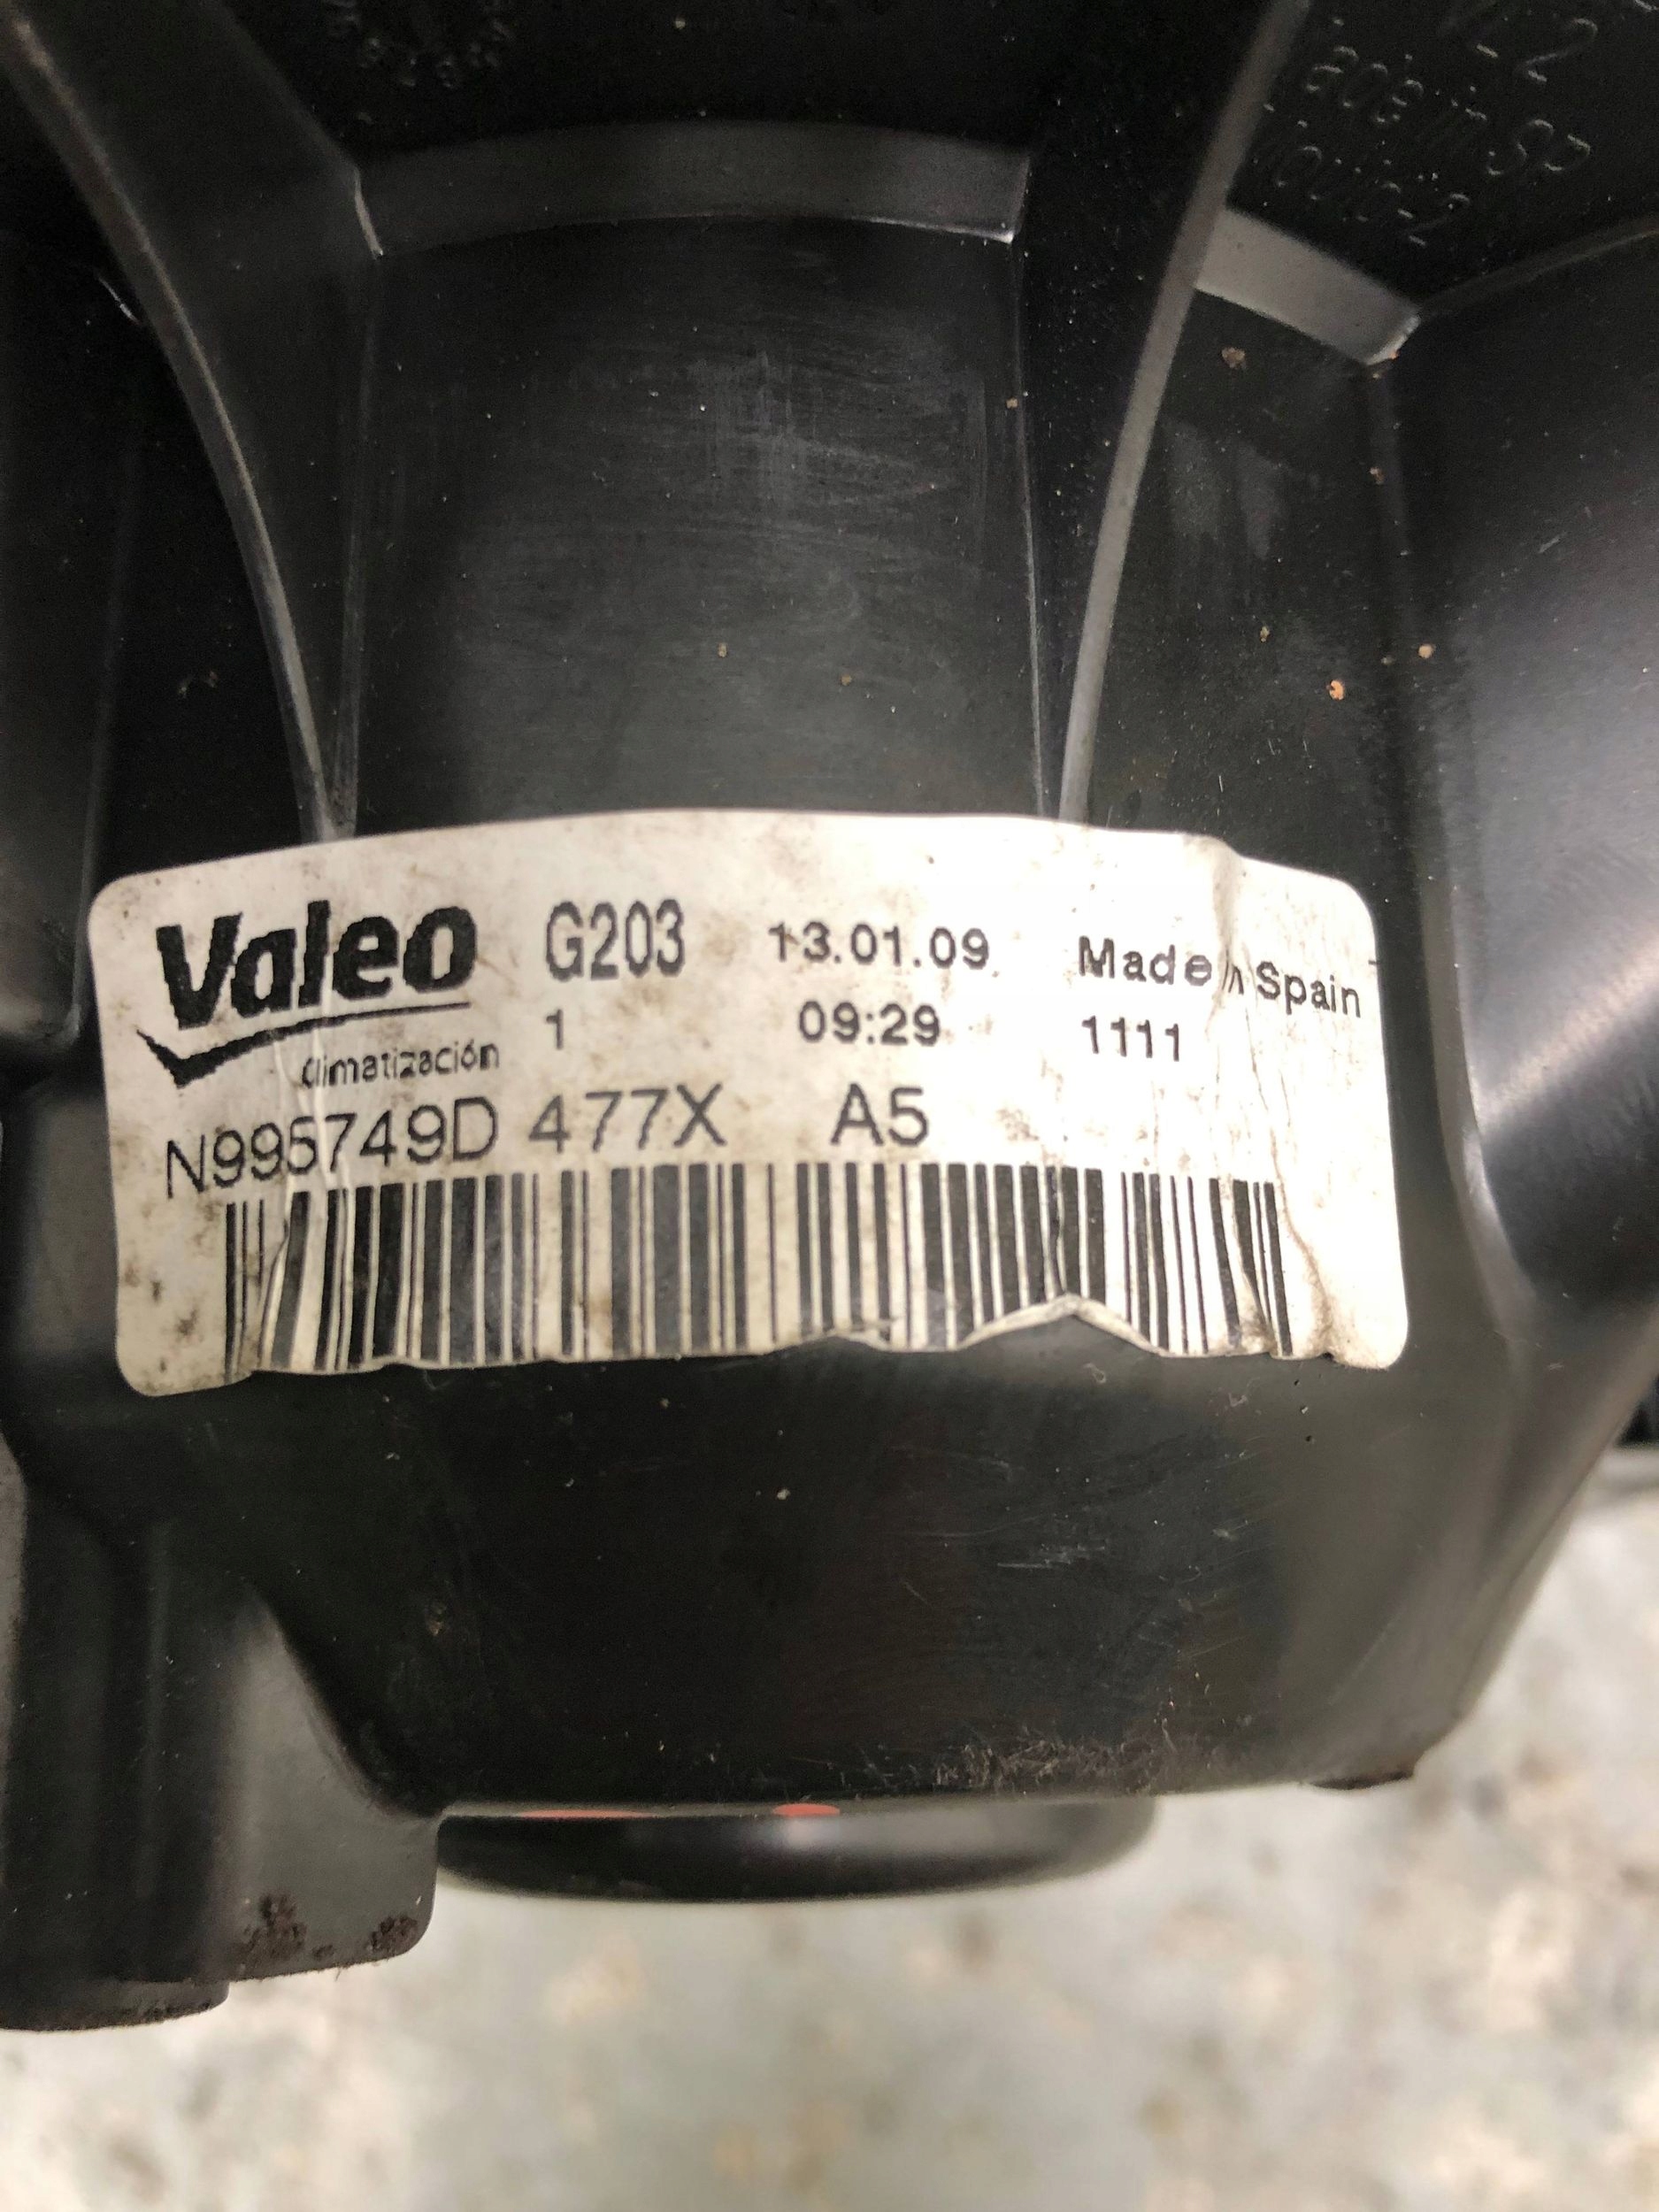 Valeo G203 13.01.09 Made in Spain
Climatización 1 09:29 1111
N995749D 477X A5